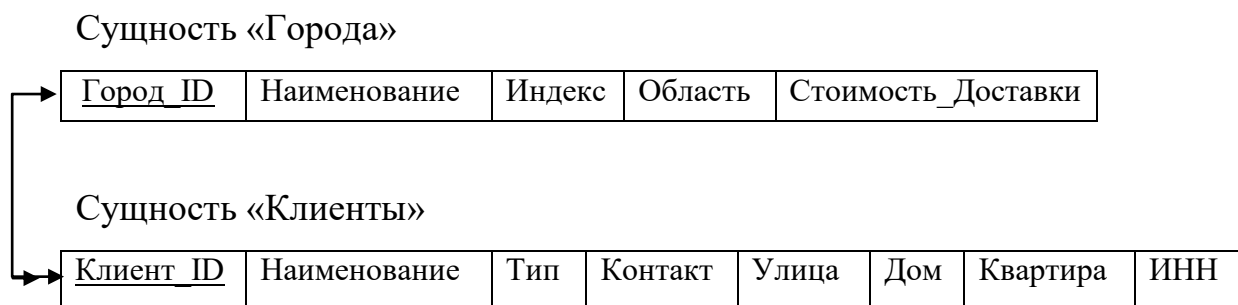 Сущность «Города»
Город_ID Наименование Индекс Область Стоимость_Доставки
Сущность «Клиенты»
Клиент_ID Наименование Тип Контакт Улица Дом Квартира ИНН